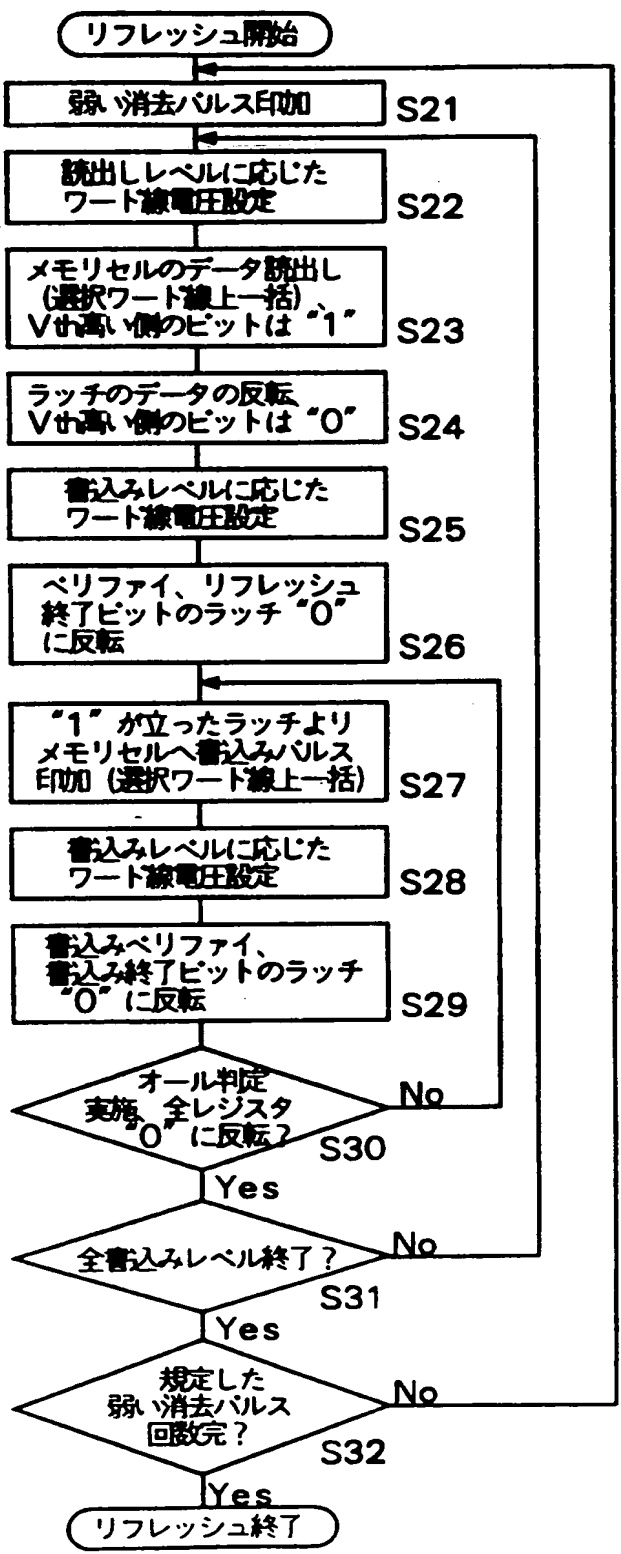 リフレッシュ開始
弱い消去パルス印加
S21
読出しレベルに応じた
ワード線電圧設定
S22
メモリセルのデータ読出し
(選択ワード線上一括)、
Vth高い側のビットは “1”
S23
ラッチのデータの反転、
Vth高い側のビットは “0”
S24
書込みレベルに応じた
ワード線電圧設定
S25
ベリファイ、リフレッシュ
終了ビットのラッチ “0”
に反転
S26
“1” が立ったラッチより
メモリセルへ書込みパルス
印加 (選択ワード線上一括)
S27
書込みレベルに応じた
ワード線電圧設定
S28
書込みベリファイ、
書込み終了ビットのラッチ
“0” に反転
S29
オール判定
実施、全レジスタ
“0” に反転?
No
S30
Yes
全書込みレベル終了?
No
S31
Yes
規定した
弱い消去パルス
回数完?
No
S32
Yes
リフレッシュ終了